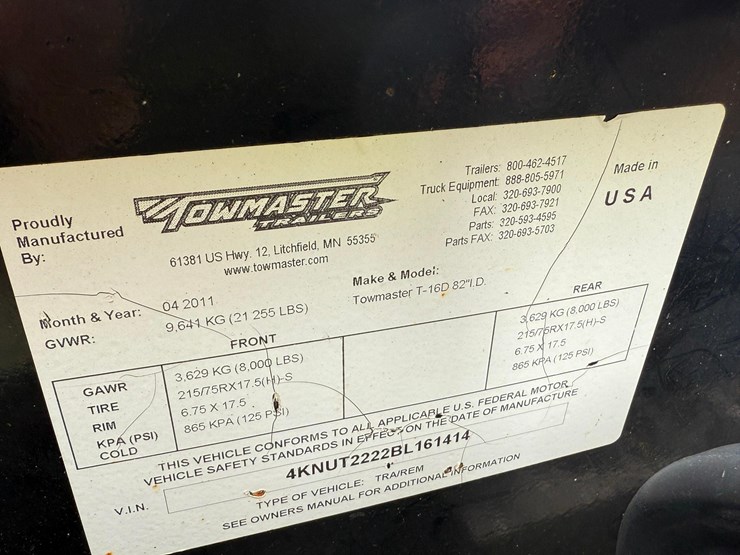 Proudly
Manufactured
By:
TOWMASTER
TRAILERS
61381 US Hwy. 12, Litchfield, MN 55355
www.towmaster.com
Trailers: 800-462-4517
Truck Equipment: 888-805-5971
Local: 320-693-7900
FAX: 320-693-7921
Parts: 320-593-4595
Parts FAX: 320-693-5703
Made in
USA
Month & Year: 04 2011
GVWR: 9,641 KG (21 255 LBS)
Make & Model:
Towmaster T-16D 82"I.D.
FRONT REAR
GAWR 3,629 KG (8,000 LBS) 3,629 KG (8,000 LBS)
TIRE 215/75RX17.5(H)-S 215/75RX17.5(H)-S
RIM 6.75 X 17.5 6.75 X 17.5
KPA (PSI) 865 KPA (125 PSI) 865 KPA (125 PSI)
COLD
THIS VEHICLE CONFORMS TO ALL APPLICABLE U.S. FEDERAL MOTOR
VEHICLE SAFETY STANDARDS IN EFFECT ON THE DATE OF MANUFACTURE
V.I.N. 4KNUT2222BL161414
TYPE OF VEHICLE: TRA/REM
SEE OWNERS MANUAL FOR ADDITIONAL INFORMATION